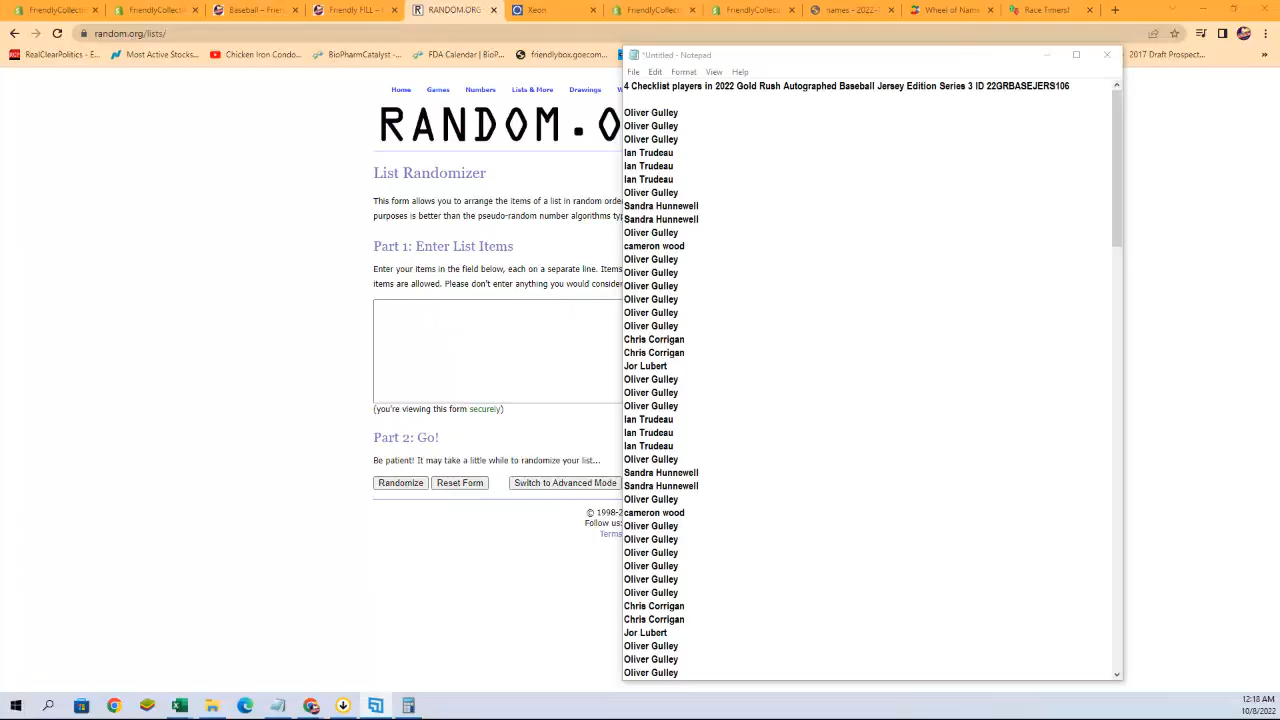 FriendlyCollecti
FriendlyCollecti
Baseball – Frien
Friendly FILL –
RANDOM.ORG
Xeon
FriendlyCollect
FriendlyCollect
names - 2022-1
Wheel of Name
Race Timers!
random.org/lists/
RealClearPolitics -
Most Active Stocks...
Chicken Iron Condo...
BioPharmCatalyst -...
FDA Calendar | BioP...
friendlybox.goecom...
2017 Draft Prospect...
Home Games Numbers Lists & More Drawings
RANDOM.O
List Randomizer
This form allows you to arrange the items of a list in random orde
purposes is better than the pseudo-random number algorithms ty
Part 1: Enter List Items
Enter your items in the field below, each on a separate line. Items
items are allowed. Please don't enter anything you would consider
(you're viewing this form securely)
Part 2: Go!
Be patient! It may take a little while to randomize your list...
Randomize Reset Form Switch to Advanced Mode
© 1998-2
Follow us:
Terms
*Untitled - Notepad
File Edit Format View Help
4 Checklist players in 2022 Gold Rush Autographed Baseball Jersey Edition Series 3 ID 22GRBASEJERS106
Oliver Gulley
Oliver Gulley
Oliver Gulley
Ian Trudeau
Ian Trudeau
Ian Trudeau
Oliver Gulley
Sandra Hunnewell
Sandra Hunnewell
Oliver Gulley
cameron wood
Oliver Gulley
Oliver Gulley
Oliver Gulley
Oliver Gulley
Oliver Gulley
Oliver Gulley
Chris Corrigan
Chris Corrigan
Jor Lubert
Oliver Gulley
Oliver Gulley
Oliver Gulley
Ian Trudeau
Ian Trudeau
Ian Trudeau
Oliver Gulley
Sandra Hunnewell
Sandra Hunnewell
Oliver Gulley
cameron wood
Oliver Gulley
Oliver Gulley
Oliver Gulley
Oliver Gulley
Oliver Gulley
Oliver Gulley
Chris Corrigan
Chris Corrigan
Jor Lubert
Oliver Gulley
Oliver Gulley
Oliver Gulley
12:18 AM
10/8/2022